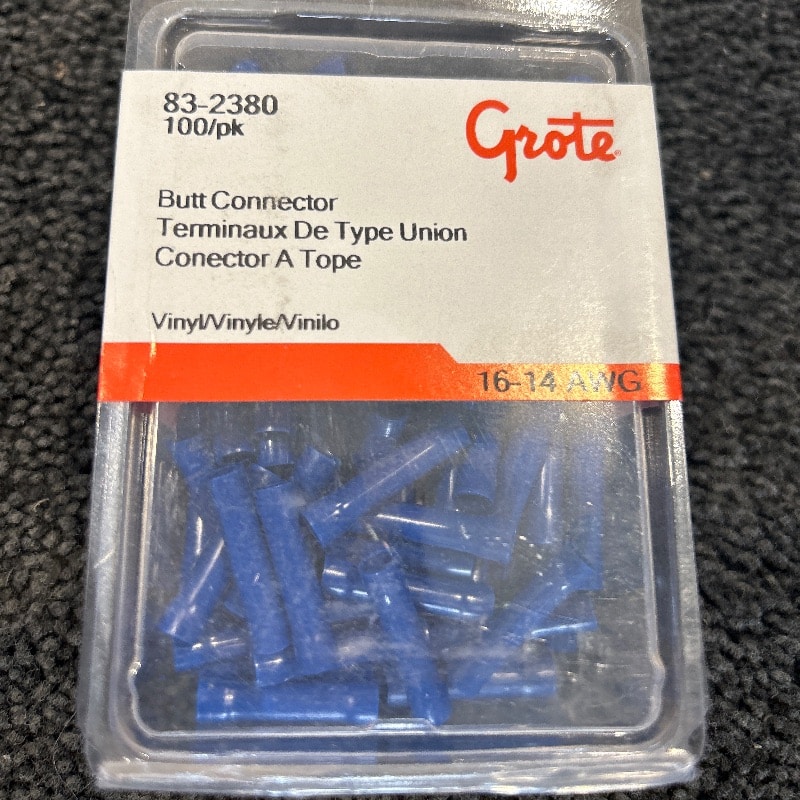 83-2380
100/pk
Grote
Butt Connector
Terminaux De Type Union
Conector A Tope
Vinyl/Vinyle/Vinilo
16-14 AWG